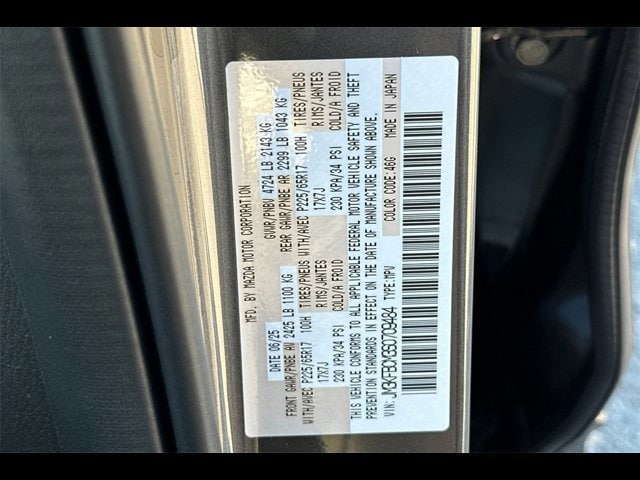 MFD. BY MAZDA MOTOR CORPORATION
DATE 06/25 GVWR/PNBV 4724 LB 2143 KG
FRONT GAWR/PNBE AV 2425 LB 1100 KG REAR GAWR/PNBE AR 2299 LB 1043 KG
WITH/AVEC P225/65R17 100H TIRES/PNEUS WITH/AVEC P225/65R17 100H TIRES/PNEUS
17X7J RIMS/JANTES 17X7J RIMS/JANTES
230 KPA/34 PSI COLD/A FROID 230 KPA/34 PSI COLD/A FROID
THIS VEHICLE CONFORMS TO ALL APPLICABLE FEDERAL MOTOR VEHICLE SAFETY AND THEFT
PREVENTION STANDARDS IN EFFECT ON THE DATE OF MANUFACTURE SHOWN ABOVE.
VIN: TYPE:MPV COLOR CODE:46G MADE IN JAPAN